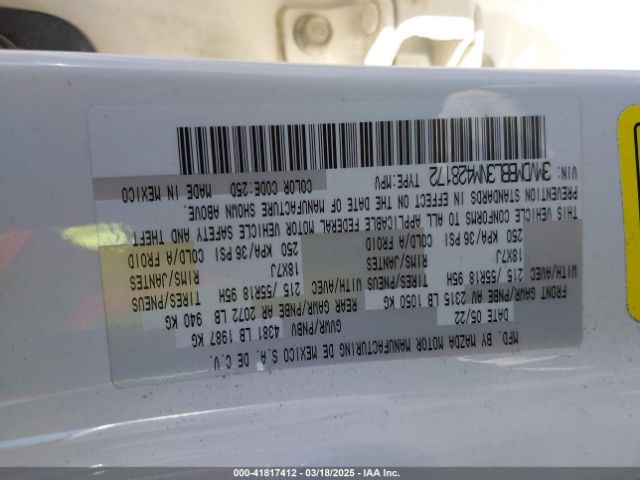 MFD. BY MAZDA MOTOR MANUFACTURING DE MEXICO S.A. DE C.V.
DATE 05/22 GVWR/PNBV 4381 LB 1987 KG
FRONT GAWR/PNBE AV 2315 LB 1050 KG REAR GAWR/PNBE AR 2072 LB 940 KG
WITH/AVEC TIRES/PNEUS 215 /55R18 95H WITH/AVEC TIRES/PNEUS 215 /55R18 95H
RIMS/JANTES 18X7J RIMS/JANTES 18X7J
250 KPA/36 PSI COLD/A FROID 250 KPA/36 PSI COLD/A FROID
THIS VEHICLE CONFORMS TO ALL APPLICABLE FEDERAL MOTOR VEHICLE SAFETY AND THEFT
PREVENTION STANDARDS IN EFFECT ON THE DATE OF MANUFACTURE SHOWN ABOVE.
VIN: 3MVDMBBL3NM428172 TYPE:MPV COLOR CODE:25D MADE IN MEXICO
000-41817412 - 03/18/2025 - IAAI.COM